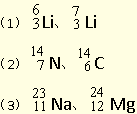 (1) ⁶₃Li、⁷₃Li
(2) ¹⁴₇N、¹⁴₆C
(3) ²³₁₁Na、²⁴₁₂Mg